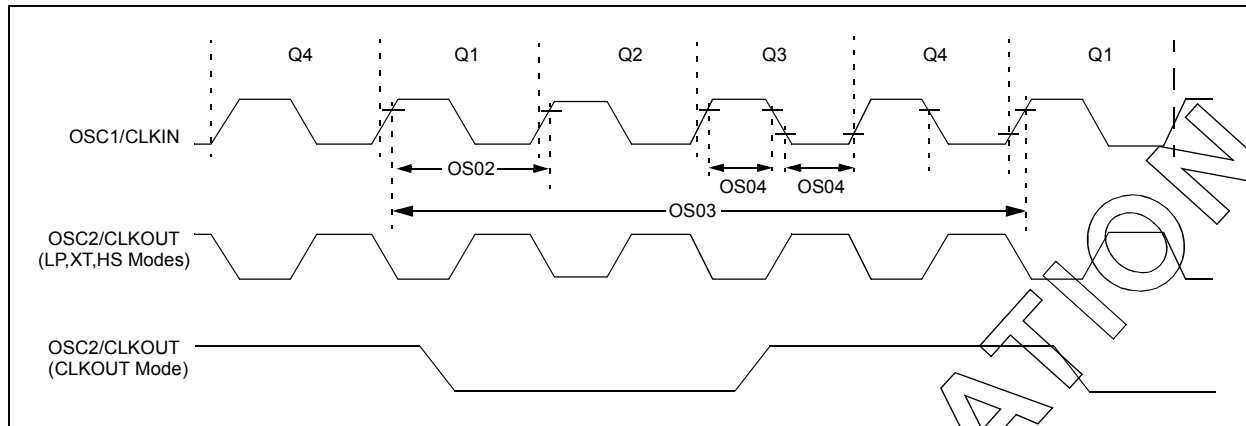 Q4 Q1 Q2 Q3 Q4 Q1
OSC1/CLKIN
OS02
OS04 OS04
OS03
OSC2/CLKOUT
(LP,XT,HS Modes)
OSC2/CLKOUT
(CLKOUT Mode)
ATION